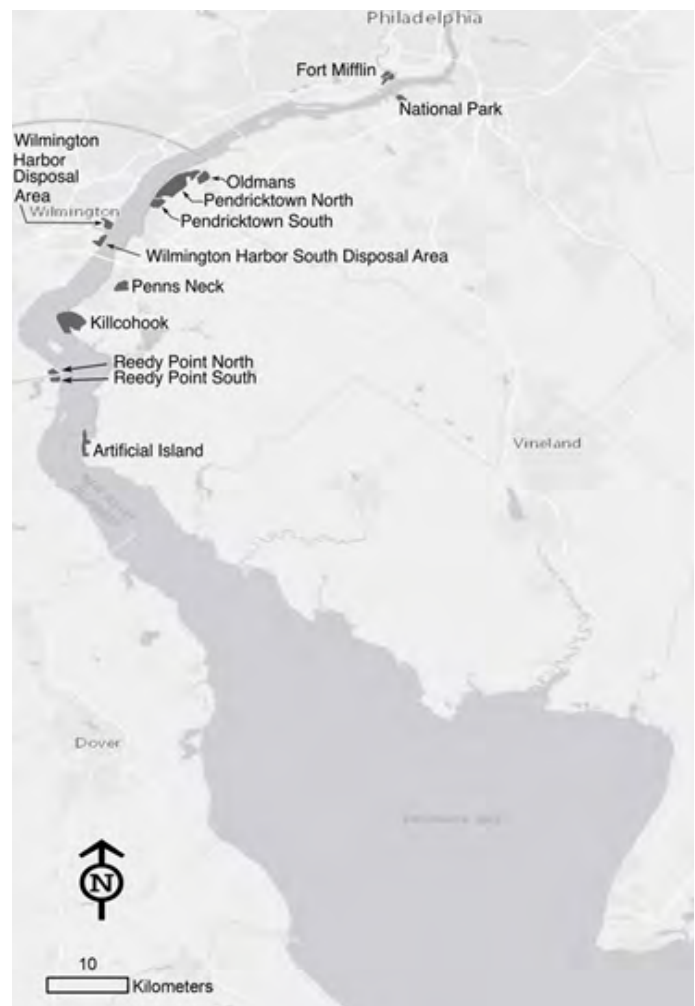 Philadelphia
Fort Mifflin
National Park
Wilmington
Harbor
Disposal
Area
Wilmington
Oldmans
Pendricktown North
Pendricktown South
Wilmington Harbor South Disposal Area
Penns Neck
Killcohook
Reedy Point North
Reedy Point South
Vineland
Artificial Island
Dover
N
10
Kilometers